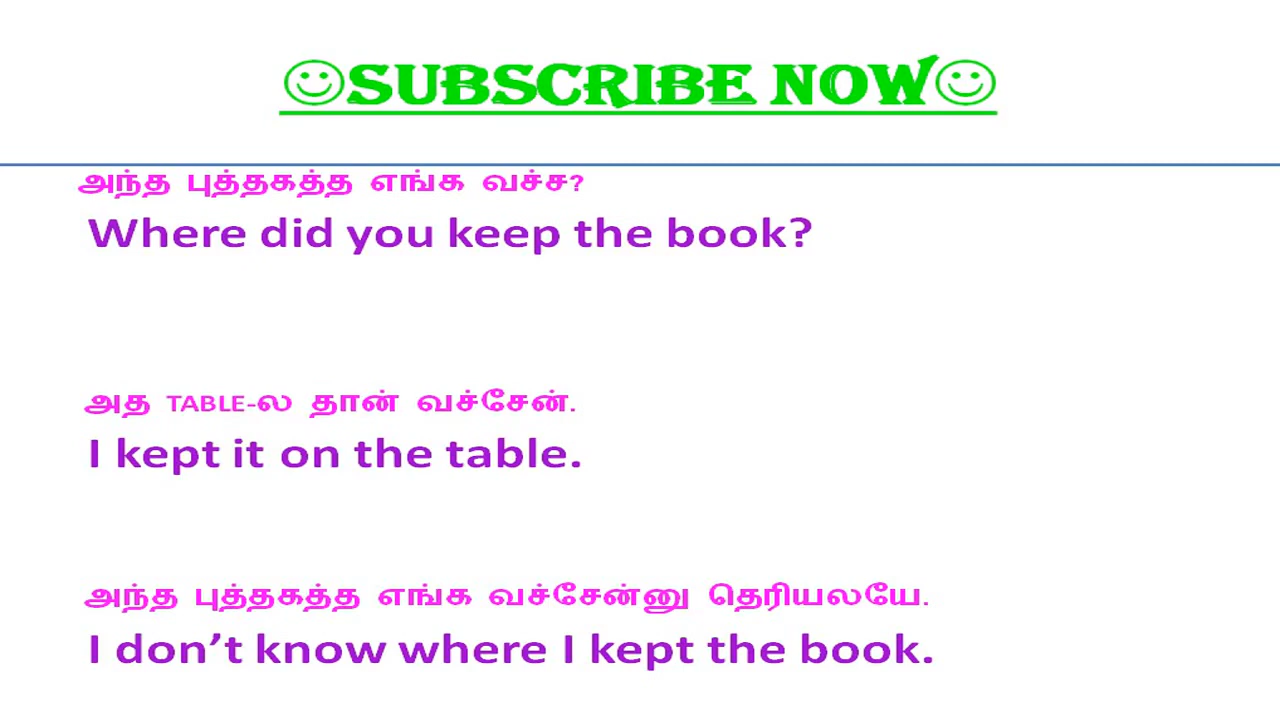 ☺SUBSCRIBE NOW☺
அந்த புத்தகத்த எங்க வச்ச?
Where did you keep the book?
அத TABLE-ல தான் வச்சேன்.
I kept it on the table.
அந்த புத்தகத்த எங்க வச்சேன்னு தெரியலயே.
I don’t know where I kept the book.